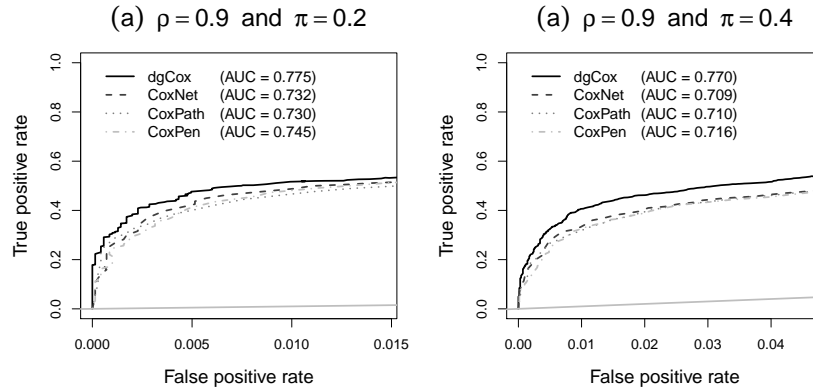 (a) ρ = 0.9 and π = 0.2
True positive rate
1.0
0.8
0.6
0.4
0.2
0.0
dgCox (AUC = 0.775)
CoxNet (AUC = 0.732)
CoxPath (AUC = 0.730)
CoxPen (AUC = 0.745)
0.000 0.005 0.010 0.015
False positive rate
(a) ρ = 0.9 and π = 0.4
True positive rate
1.0
0.8
0.6
0.4
0.2
0.0
dgCox (AUC = 0.770)
CoxNet (AUC = 0.709)
CoxPath (AUC = 0.710)
CoxPen (AUC = 0.716)
0.00 0.01 0.02 0.03 0.04
False positive rate